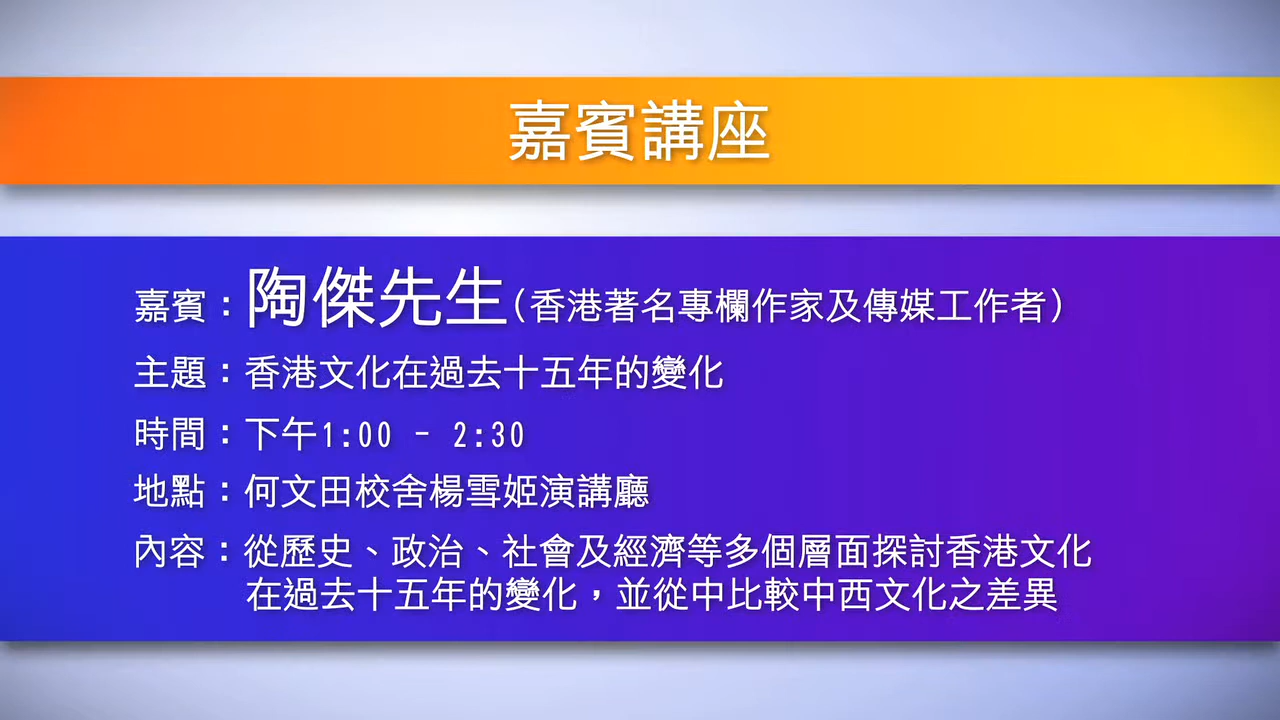 嘉賓講座
嘉賓：陶傑先生(香港著名專欄作家及傳媒工作者)
主題：香港文化在過去十五年的變化
時間：下午1:00 - 2:30
地點：何文田校舍楊雪姬演講廳
內容：從歷史、政治、社會及經濟等多個層面探討香港文化
在過去十五年的變化，並從中比較中西文化之差異